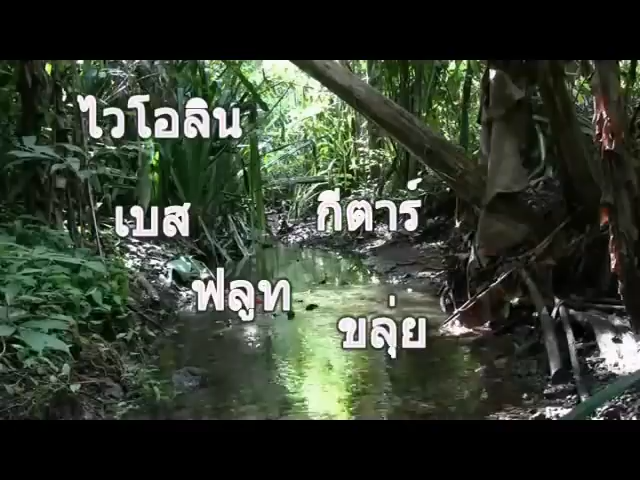 ไวโอลิน
เบส
กีตาร์
ฟลูท
ขลุ่ย